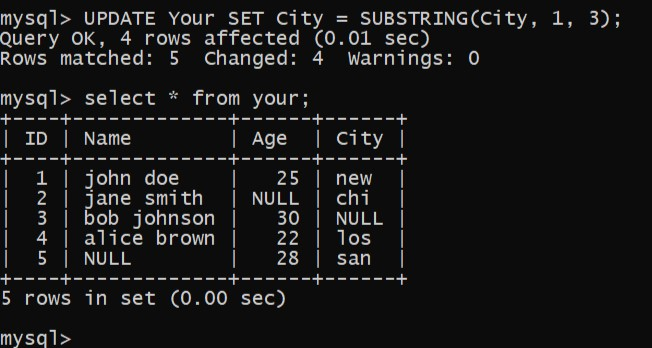 mysql> UPDATE Your SET City = SUBSTRING(City, 1, 3);
Query OK, 4 rows affected (0.01 sec)
Rows matched: 5  Changed: 4  Warnings: 0

mysql> select * from your;
+----+-------------+------+------+
| ID | Name        | Age  | City |
+----+-------------+------+------+
|  1 | john doe    |   25 | new  |
|  2 | jane smith  | NULL | chi  |
|  3 | bob johnson |   30 | NULL |
|  4 | alice brown |   22 | los  |
|  5 | NULL        |   28 | san  |
+----+-------------+------+------+
5 rows in set (0.00 sec)

mysql>